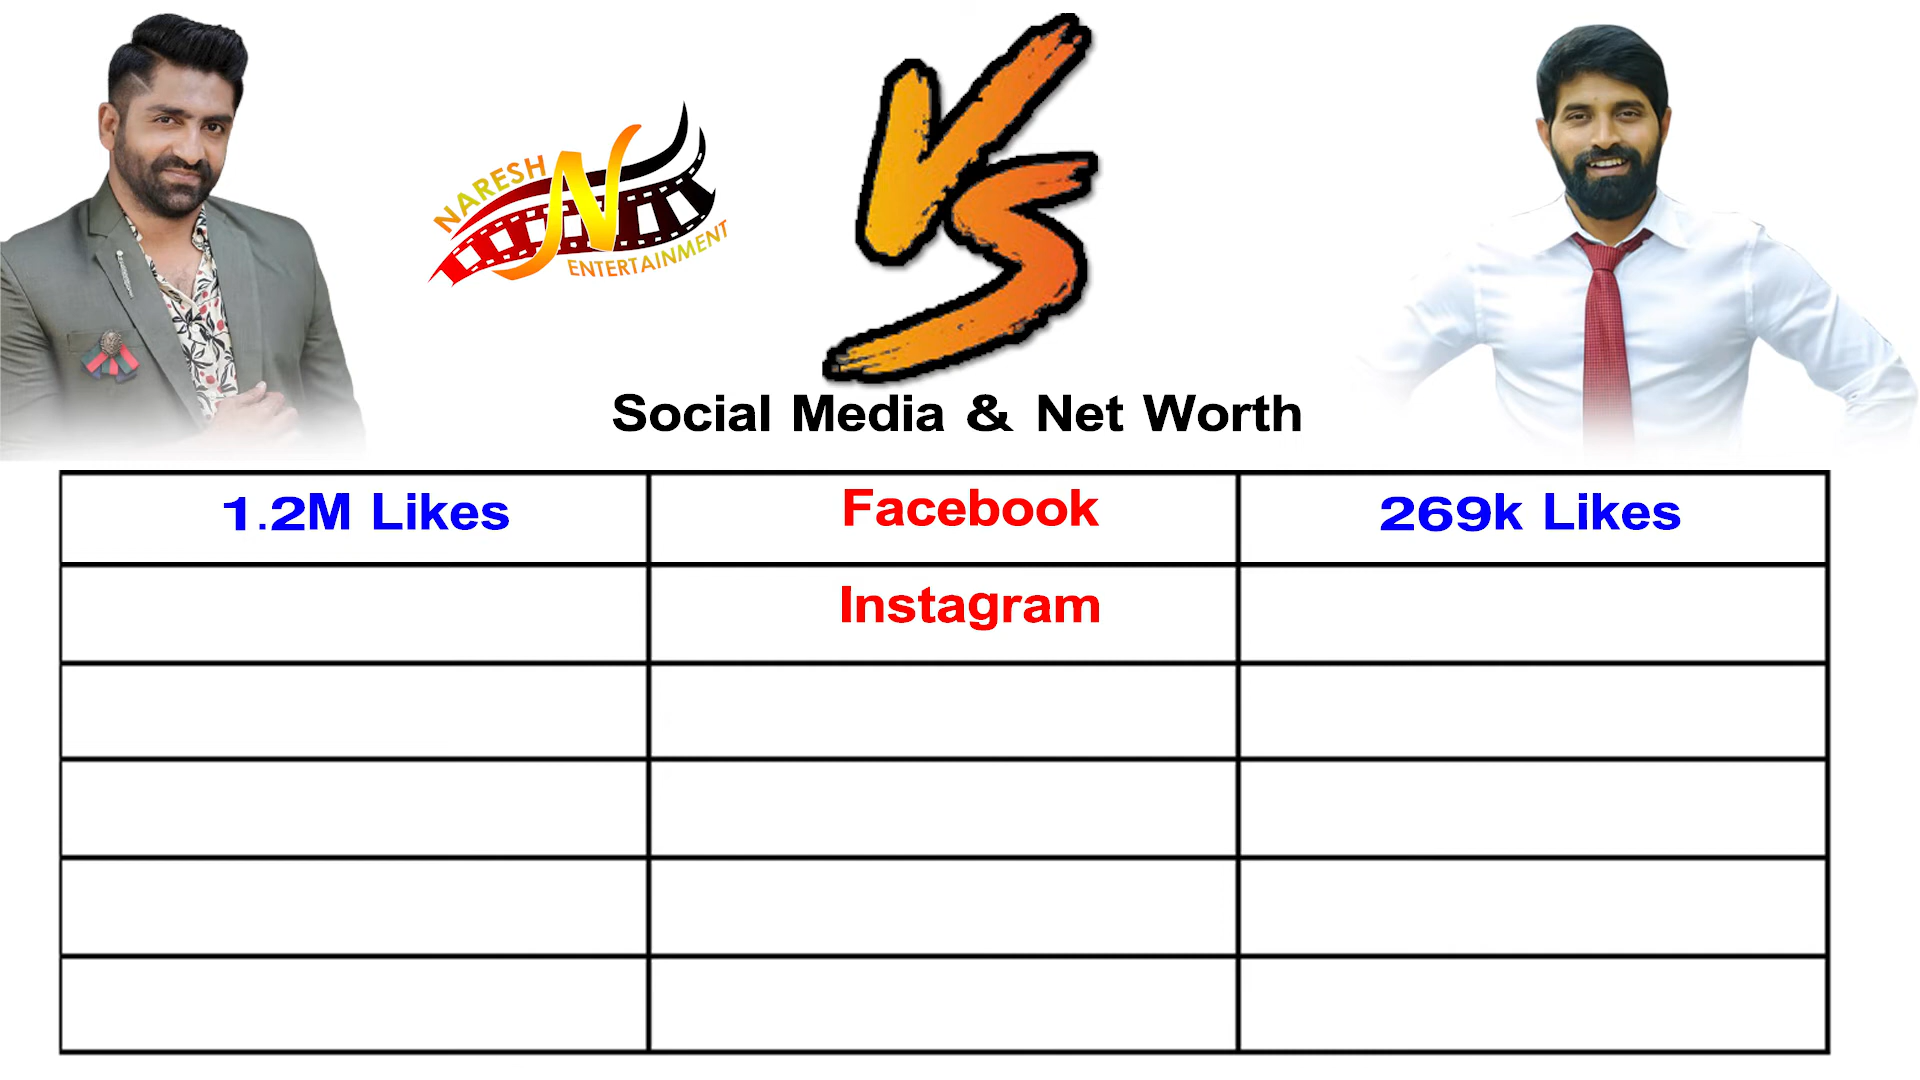 NARESH
N
ENTERTAINMENT
VS
Social Media & Net Worth
1.2M Likes
Facebook
269k Likes
Instagram